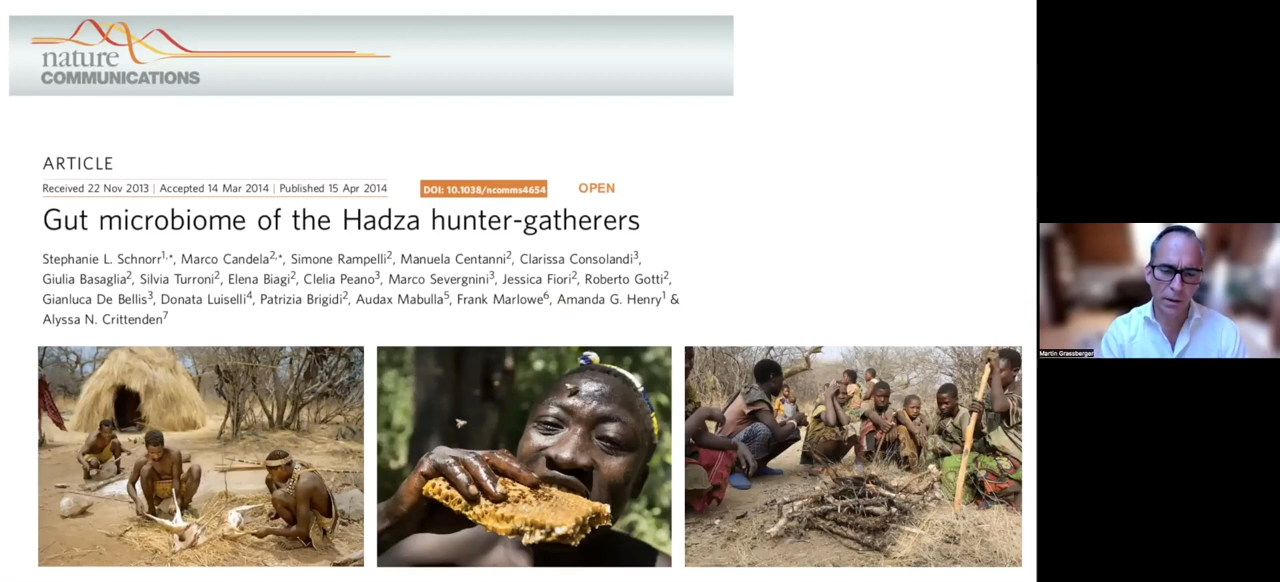 nature
COMMUNICATIONS
ARTICLE
Received 22 Nov 2013 | Accepted 14 Mar 2014 | Published 15 Apr 2014
DOI: 10.1038/ncomms4654
OPEN
Gut microbiome of the Hadza hunter-gatherers
Stephanie L. Schnorr1,*, Marco Candela2,*, Simone Rampelli2, Manuela Centanni2, Clarissa Consolandi3,
Giulia Basaglia2, Silvia Turroni2, Elena Biagi2, Clelia Peano3, Marco Severgnini3, Jessica Fiori2, Roberto Gotti2,
Gianluca De Bellis3, Donata Luiselli4, Patrizia Brigidi2, Audax Mabulla5, Frank Marlowe6, Amanda G. Henry1 &
Alyssa N. Crittenden7
Martin Grassberger